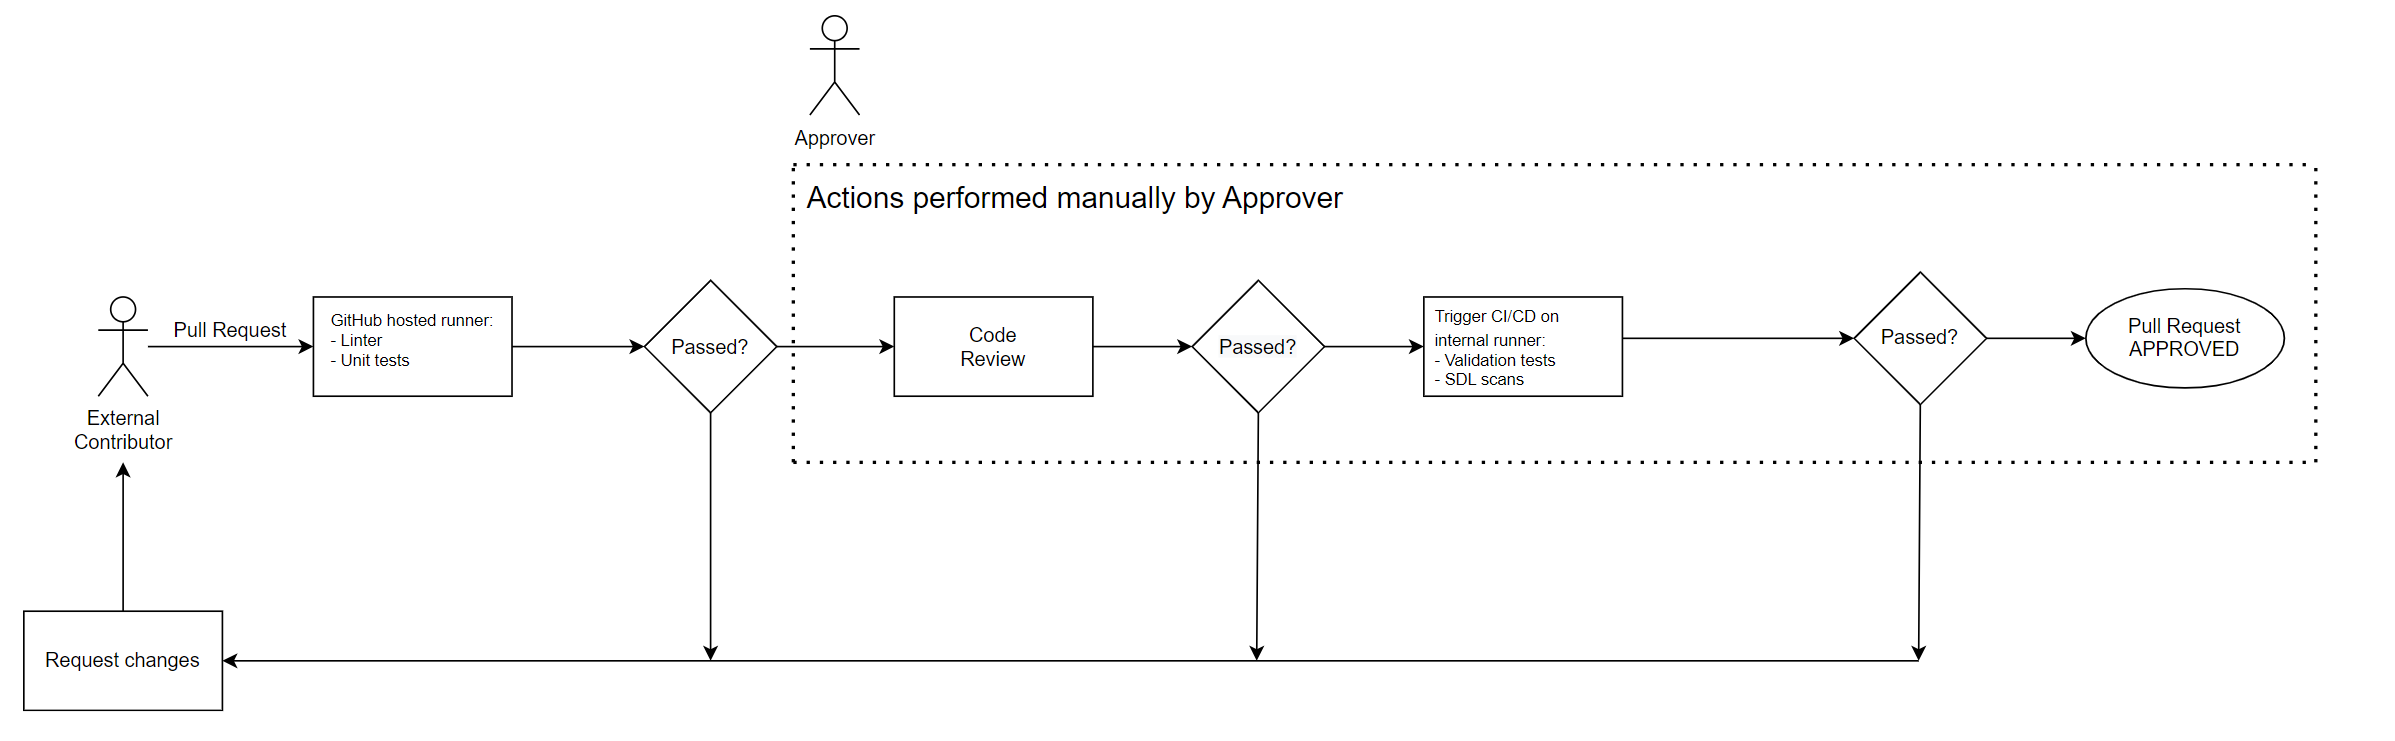 Approver
Actions performed manually by Approver
Pull Request
GitHub hosted runner:
- Linter
- Unit tests
Passed?
Code
Review
Passed?
Trigger CI/CD on
internal runner:
- Validation tests
- SDL scans
Passed?
Pull Request
APPROVED
External
Contributor
Request changes